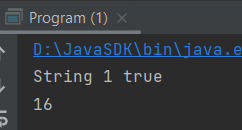 Program (1)
D:\JavaSDK\bin\java.e
String 1 true
16